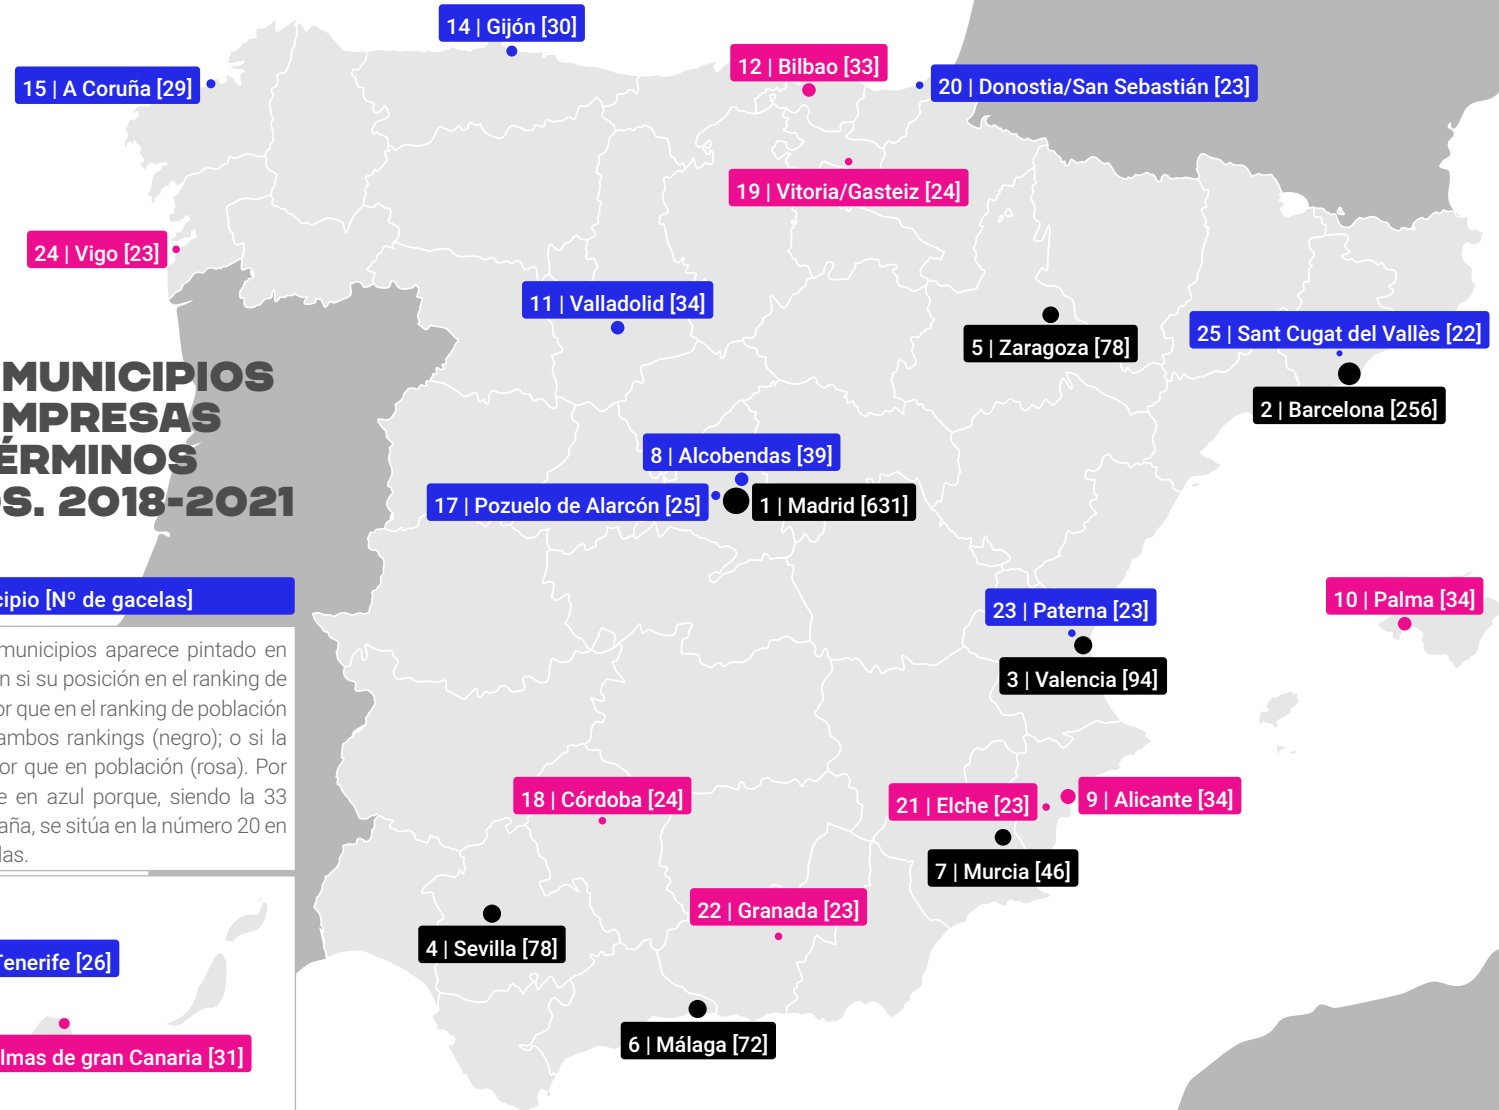 14 | Gijón [30]
12 | Bilbao [33]
15 | A Coruña [29]
20 | Donostia/San Sebastián [23]
19 | Vitoria/Gasteiz [24]
24 | Vigo [23]
11 | Valladolid [34]
5 | Zaragoza [78]
25 | Sant Cugat del Vallès [22]
2 | Barcelona [256]
MUNICIPIOS
MPRESAS
ÉRMINOS
OS. 2018-2021
8 | Alcobendas [39]
17 | Pozuelo de Alarcón [25]
1 | Madrid [631]
cipio [Nº de gacelas]
municipios aparece pintado en
n si su posición en el ranking de
or que en el ranking de población
ambos rankings (negro); o si la
or que en población (rosa). Por
e en azul porque, siendo la 33
aña, se sitúa en la número 20 en
las.
23 | Paterna [23]
10 | Palma [34]
3 | Valencia [94]
18 | Córdoba [24]
21 | Elche [23]
9 | Alicante [34]
7 | Murcia [46]
22 | Granada [23]
4 | Sevilla [78]
6 | Málaga [72]
Tenerife [26]
lmas de gran Canaria [31]